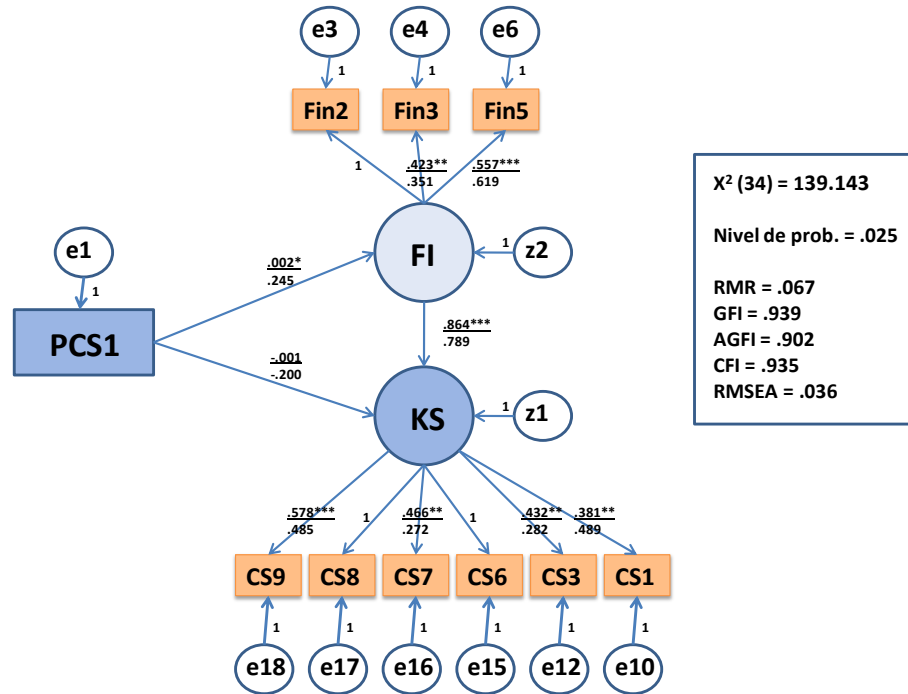 e3 e4 e6
1 1 1
Fin2 Fin3 Fin5
1 .423** .557***
.351 .619
X² (34) = 139.143
Nivel de prob. = .025
RMR = .067
GFI = .939
AGFI = .902
CFI = .935
RMSEA = .036
e1
1
PCS1
.002*
.245
FI
1
z2
.864***
.789
-.001
-.200
KS
1
z1
.578*** 1 .466** 1 .432** .381**
.485 .272 .282 .489
CS9 CS8 CS7 CS6 CS3 CS1
1 1 1 1 1 1
e18 e17 e16 e15 e12 e10